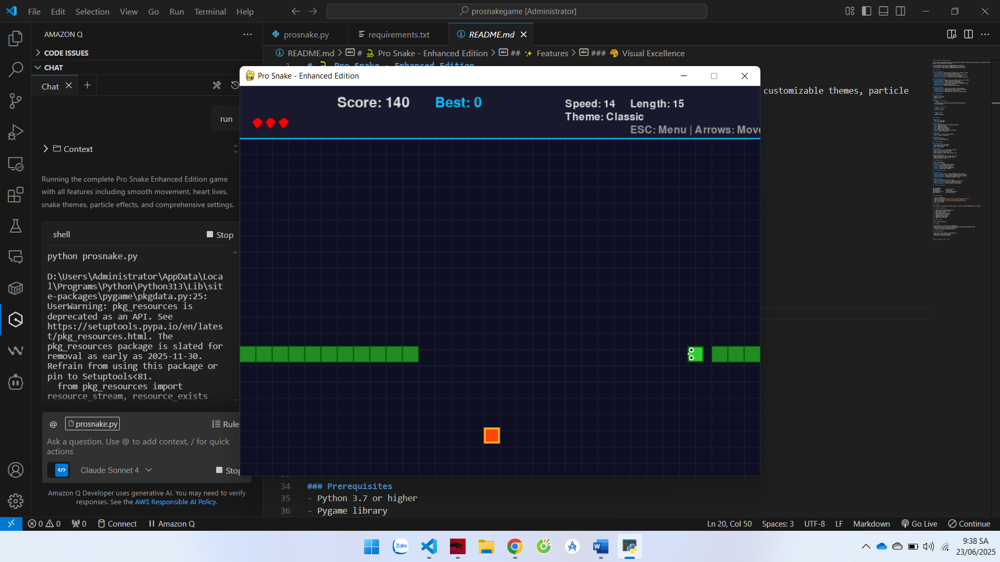 File Edit Selection View Go Run Terminal Help
prosnakegame [Administrator]
AMAZON Q
CODE ISSUES
CHAT
Chat
run
Context
Running the complete Pro Snake Enhanced Edition game
with all features including smooth movement, heart lives,
snake themes, particle effects, and comprehensive settings.
shell
Stop
python prosnake.py
D:\Users\Administrator\AppData\Loca
l\Programs\Python\Python313\Lib\sit
e-packages\pygame\pkgdata.py:25:
UserWarning: pkg_resources is
deprecated as an API. See
https://setuptools.pypa.io/en/lates
t/pkg_resources.html. The
pkg_resources package is slated for
removal as early as 2025-11-30.
Refrain from using this package or
pin to Setuptools<81.
from pkg_resources import
resource_stream, resource_exists
@ prosnake.py
Rule
Ask a question. Use @ to add context, / for quick
actions
Claude Sonnet 4
Stop
Amazon Q Developer uses generative AI. You may need to verify
responses. See the AWS Responsible AI Policy.
prosnake.py
requirements.txt
README.md
README.md > # Pro Snake - Enhanced Edition > ## Features > ### Visual Excellence
1 # Pro Snake - Enhanced Edition
customizable themes, particle
Pro Snake - Enhanced Edition
Score: 140 Best: 0
Speed: 14 Length: 15
Theme: Classic
ESC: Menu | Arrows: Move
34 ### Prerequisites
35 - Python 3.7 or higher
36 - Pygame library
0 0 0 Connect Amazon Q
Ln 20, Col 50 Spaces: 3 UTF-8 LF Markdown Go Live Continue
Zalo
9:38 SA
23/06/2025